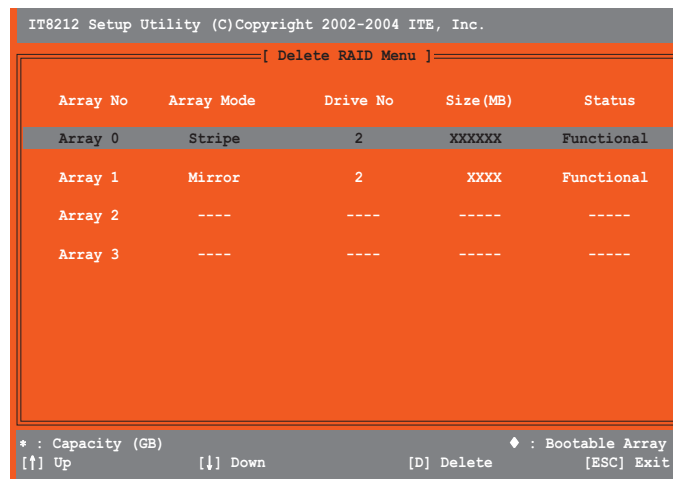 IT8212 Setup Utility (C)Copyright 2002-2004 ITE, Inc.
[ Delete RAID Menu ]
Array No Array Mode Drive No Size(MB) Status
Array 0 Stripe 2 XXXXXX Functional
Array 1 Mirror 2 XXXX Functional
Array 2 ---- ---- ----- -----
Array 3 ---- ---- ----- -----
* : Capacity (GB) ♦ : Bootable Array
[↑] Up [↓] Down [D] Delete [ESC] Exit